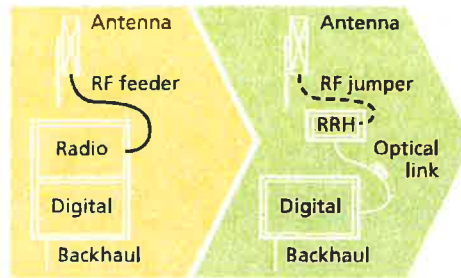 Antenna
RF feeder
Radio
Digital
Backhaul
Antenna
RF jumper
RRH
Optical
link
Digital
Backhaul